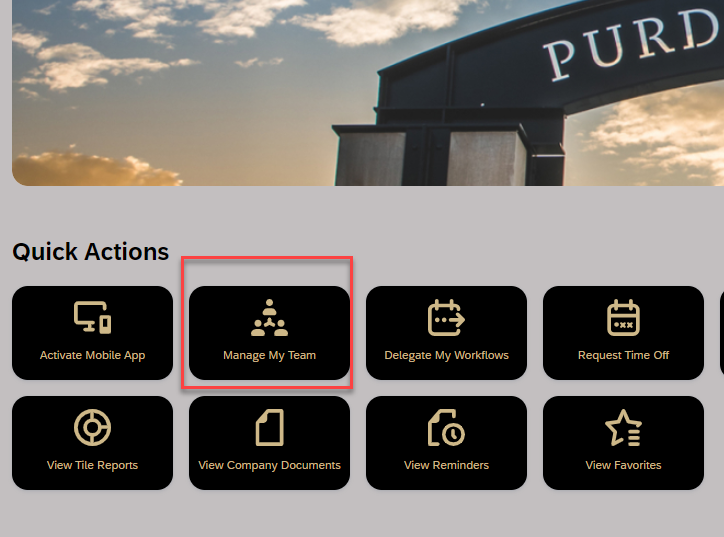 PURD
Quick Actions
Activate Mobile App
Manage My Team
Delegate My Workflows
Request Time Off
View Tile Reports
View Company Documents
View Reminders
View Favorites